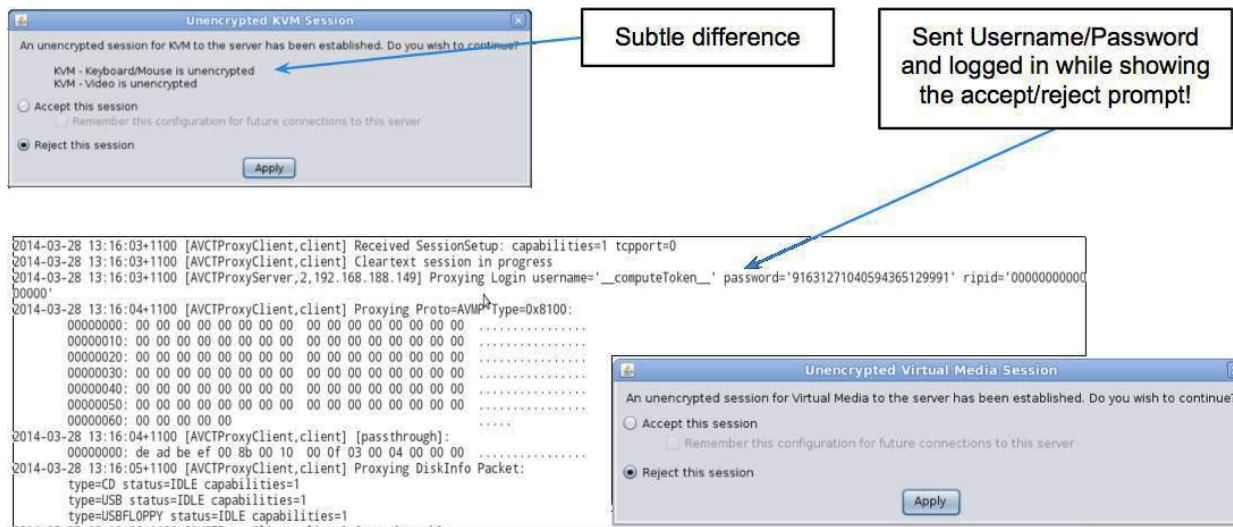 Unencrypted KVM Session
An unencrypted session for KVM to the server has been established. Do you wish to continue?
KVM - Keyboard/Mouse is unencrypted
KVM - Video is unencrypted
Accept this session
Remember this configuration for future connections to this server
Reject this session
Apply
Subtle difference
Sent Username/Password
and logged in while showing
the accept/reject prompt!
2014-03-28 13:16:03+1100 [AVCTProxyClient,client] Received SessionSetup: capabilities=1 tcpport=0
2014-03-28 13:16:03+1100 [AVCTProxyClient,client] Cleartext session in progress
2014-03-28 13:16:03+1100 [AVCTProxyServer,2,192.168.188.149] Proxying Login username='__computeToken__' password='91631271040594365129991' ripid='00000000000
00000'
2014-03-28 13:16:04+1100 [AVCTProxyClient,client] Proxying Proto=AVMP Type=0x8100:
00000000: 00 00 00 00 00 00 00 00 00 00 00 00 00 00 00 00 ................
00000010: 00 00 00 00 00 00 00 00 00 00 00 00 00 00 00 00 ................
00000020: 00 00 00 00 00 00 00 00 00 00 00 00 00 00 00 00 ................
00000030: 00 00 00 00 00 00 00 00 00 00 00 00 00 00 00 00 ................
00000040: 00 00 00 00 00 00 00 00 00 00 00 00 00 00 00 00 ................
00000050: 00 00 00 00 00 00 00 00 00 00 00 00 00 00 00 00 ................
00000060: 00 00 00 00 00 .....
2014-03-28 13:16:04+1100 [AVCTProxyClient,client] [passthrough]:
00000000: de ad be ef 00 8b 00 10 00 0f 03 00 04 00 00 00 ................
2014-03-28 13:16:05+1100 [AVCTProxyClient,client] Proxying DiskInfo Packet:
type=CD status=IDLE capabilities=1
type=USB status=IDLE capabilities=1
type=USBFLOPPY status=IDLE capabilities=1
Unencrypted Virtual Media Session
An unencrypted session for Virtual Media to the server has been established. Do you wish to continue?
Accept this session
Remember this configuration for future connections to this server
Reject this session
Apply